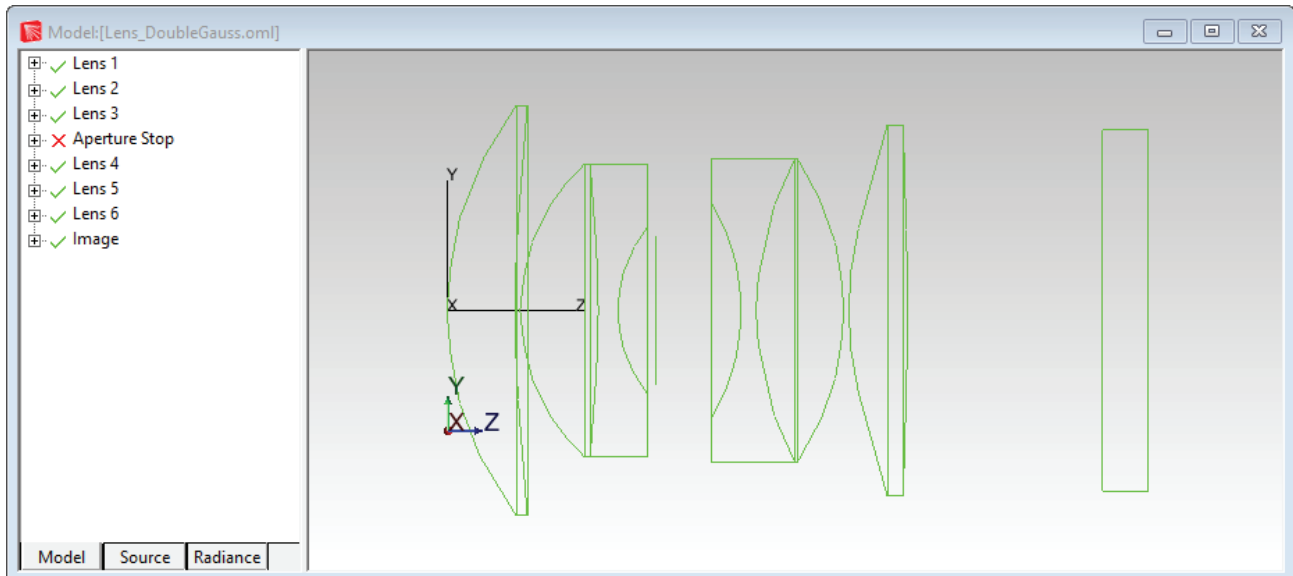 Model:[Lens_DoubleGauss.oml]
Lens 1
Lens 2
Lens 3
Aperture Stop
Lens 4
Lens 5
Lens 6
Image
Y
X Z
Y
X Z
Model Source Radiance